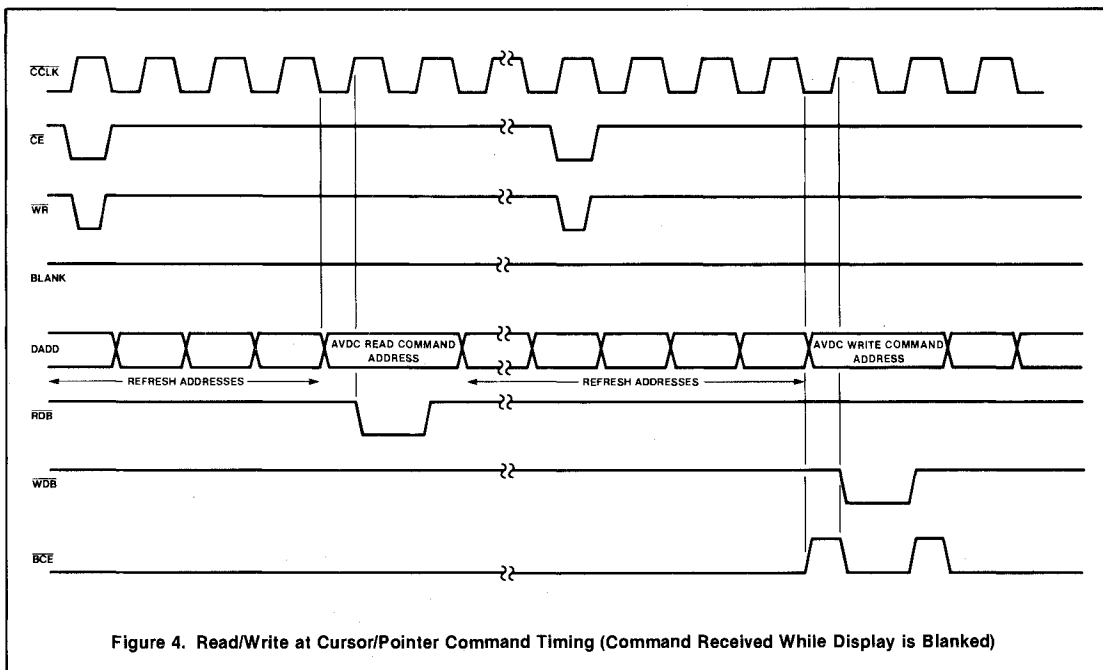 CCLK
CE
WR
BLANK
DADD
AVDC READ COMMAND
ADDRESS
AVDC WRITE COMMAND
ADDRESS
REFRESH ADDRESSES
REFRESH ADDRESSES
RDB
WDB
BCE
Figure 4. Read/Write at Cursor/Pointer Command Timing (Command Received While Display is Blanked)